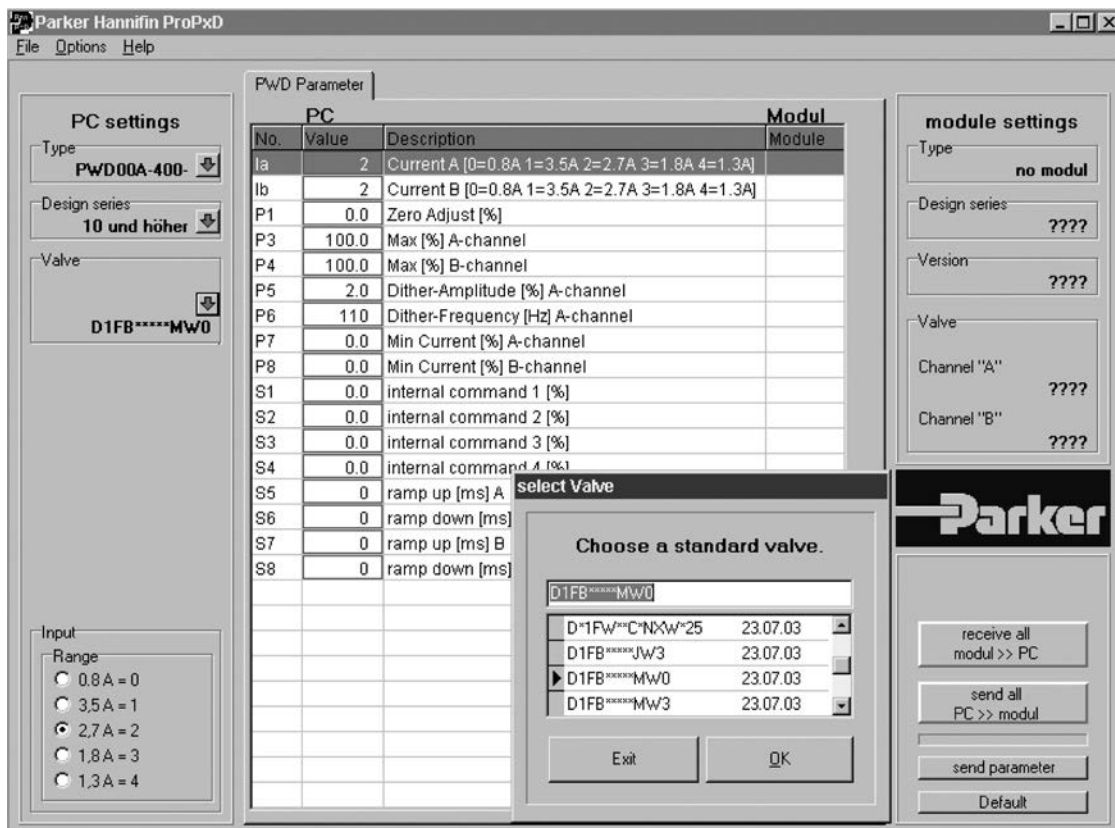 Parker Hannifin ProPxD
File Options Help
PC settings
Type
PWD00A-400-
Design series
10 und höher
Valve
D1FB*****MW0
Input
Range
0.8 A = 0
3,5 A = 1
2,7 A = 2
1,8 A = 3
1,3 A = 4
PWD Parameter
PC Modul
No. Value Description Module
Ia 2 Current A [0=0.8A 1=3.5A 2=2.7A 3=1.8A 4=1.3A]
Ib 2 Current B [0=0.8A 1=3.5A 2=2.7A 3=1.8A 4=1.3A]
P1 0.0 Zero Adjust [%]
P3 100.0 Max [%] A-channel
P4 100.0 Max [%] B-channel
P5 2.0 Dither-Amplitude [%] A-channel
P6 110 Dither-Frequency [Hz] A-channel
P7 0.0 Min Current [%] A-channel
P8 0.0 Min Current [%] B-channel
S1 0.0 internal command 1 [%]
S2 0.0 internal command 2 [%]
S3 0.0 internal command 3 [%]
S4 0.0 internal command 4 [%]
S5 0 ramp up [ms] A
S6 0 ramp down [ms]
S7 0 ramp up [ms] B
S8 0 ramp down [ms]
select Valve
Choose a standard valve.
D1FB*****MW0
D*1FW**C*NXW*25 23.07.03
D1FB*****JW3 23.07.03
D1FB*****MW0 23.07.03
D1FB*****MW3 23.07.03
Exit OK
module settings
Type
no modul
Design series
????
Version
????
Valve
Channel "A"
????
Channel "B"
????
Parker
receive all
modul >> PC
send all
PC >> modul
send parameter
Default